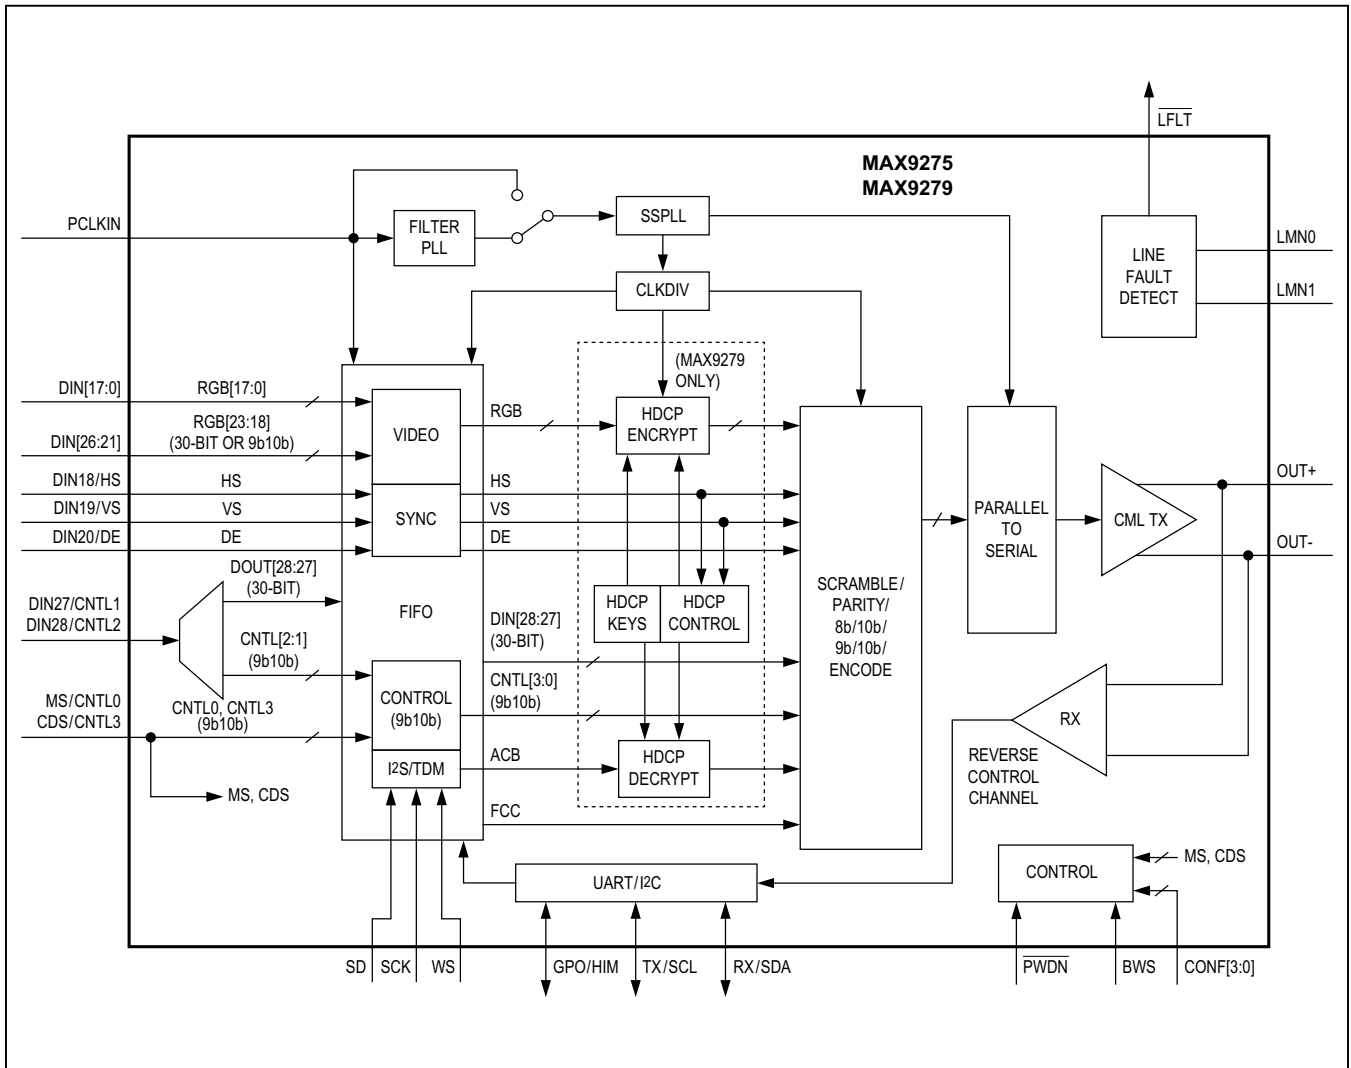 LFLT
MAX9275
MAX9279
PCLKIN
FILTER
PLL
SSPLL
CLKDIV
LINE
FAULT
DETECT
LMN0
LMN1
(MAX9279
ONLY)
DIN[17:0]
RGB[17:0]
DIN[26:21]
RGB[23:18]
(30-BIT OR 9b10b)
VIDEO
RGB
HDCP
ENCRYPT
DIN18/HS
HS
HS
DIN19/VS
VS
SYNC
VS
DIN20/DE
DE
DE
PARALLEL
TO
SERIAL
CML TX
OUT+
OUT-
DOUT[28:27]
(30-BIT)
DIN27/CNTL1
DIN28/CNTL2
FIFO
HDCP
KEYS
HDCP
CONTROL
DIN[28:27]
(30-BIT)
SCRAMBLE/
PARITY/
8b/10b/
9b/10b/
ENCODE
CNTL[2:1]
(9b10b)
MS/CNTL0
CDS/CNTL3
CNTL0, CNTL3
(9b10b)
CONTROL
(9b10b)
CNTL[3:0]
(9b10b)
I2S/TDM
ACB
HDCP
DECRYPT
MS, CDS
FCC
RX
REVERSE
CONTROL
CHANNEL
UART/I2C
CONTROL
MS, CDS
SD
SCK
WS
GPO/HIM
TX/SCL
RX/SDA
PWDN
BWS
CONF[3:0]